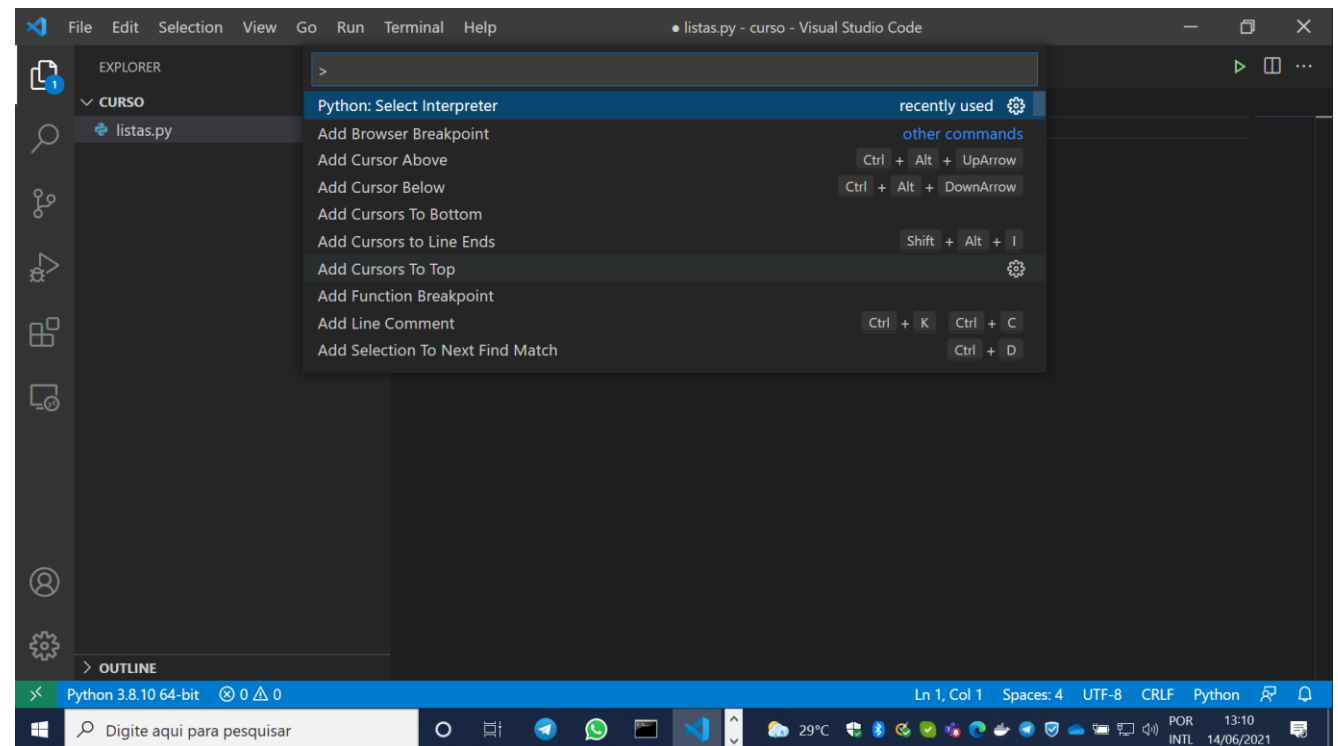 File Edit Selection View Go Run Terminal Help ● listas.py - curso - Visual Studio Code
EXPLORER
CURSO
listas.py
1
>
Python: Select Interpreter recently used
Add Browser Breakpoint other commands
Add Cursor Above Ctrl + Alt + UpArrow
Add Cursor Below Ctrl + Alt + DownArrow
Add Cursors To Bottom
Add Cursors to Line Ends Shift + Alt + I
Add Cursors To Top
Add Function Breakpoint
Add Line Comment Ctrl + K Ctrl + C
Add Selection To Next Find Match Ctrl + D
OUTLINE
Python 3.8.10 64-bit 0 0 Ln 1, Col 1 Spaces: 4 UTF-8 CRLF Python
Digite aqui para pesquisar 29°C POR 13:10
INTL 14/06/2021